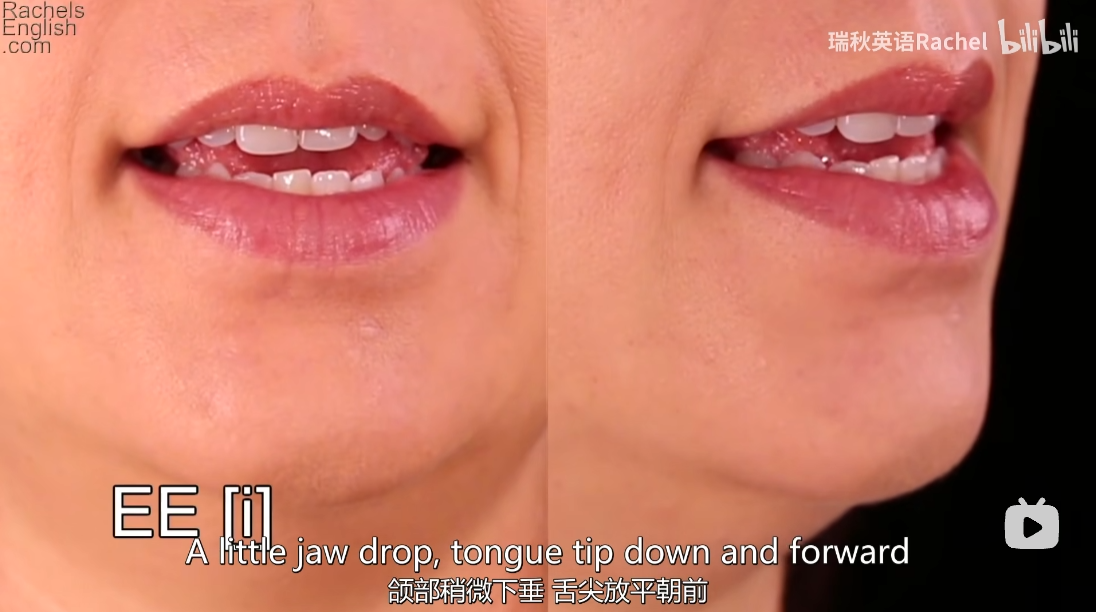 Rachels
English
.com
瑞秋英语Rachel bilibili
EE [i]
A little jaw drop, tongue tip down and forward
颌部稍微下垂 舌尖放平朝前